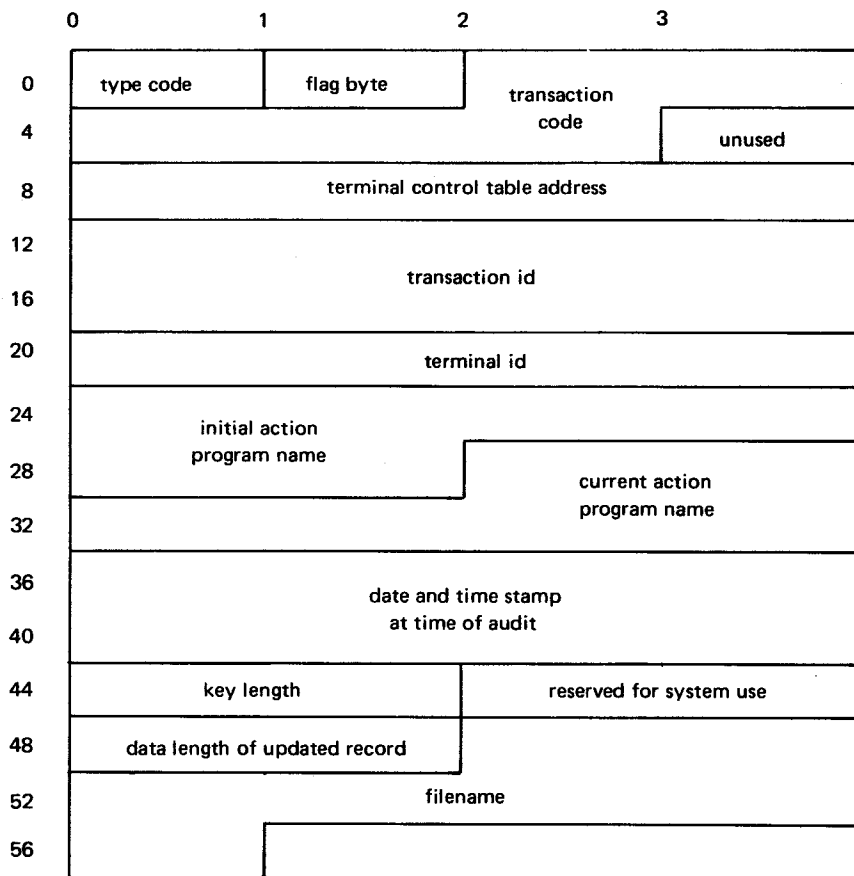 0 1 2 3
0 type code flag byte transaction
code
4 unused
8 terminal control table address
12
transaction id
16
20 terminal id
24
initial action
program name
28 current action
program name
32
36
date and time stamp
at time of audit
40
44 key length reserved for system use
48 data length of updated record
52 filename
56